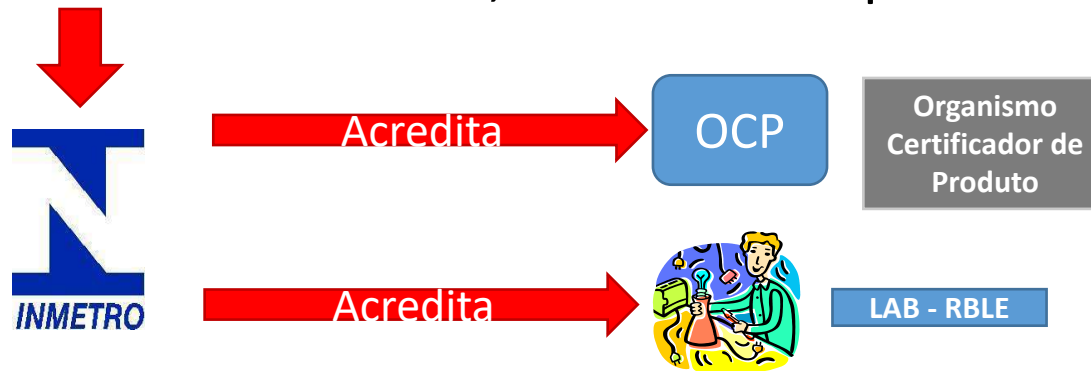 Acredita
OCP
Organismo
Certificador de
Produto
INMETRO
Acredita
LAB - RBLE